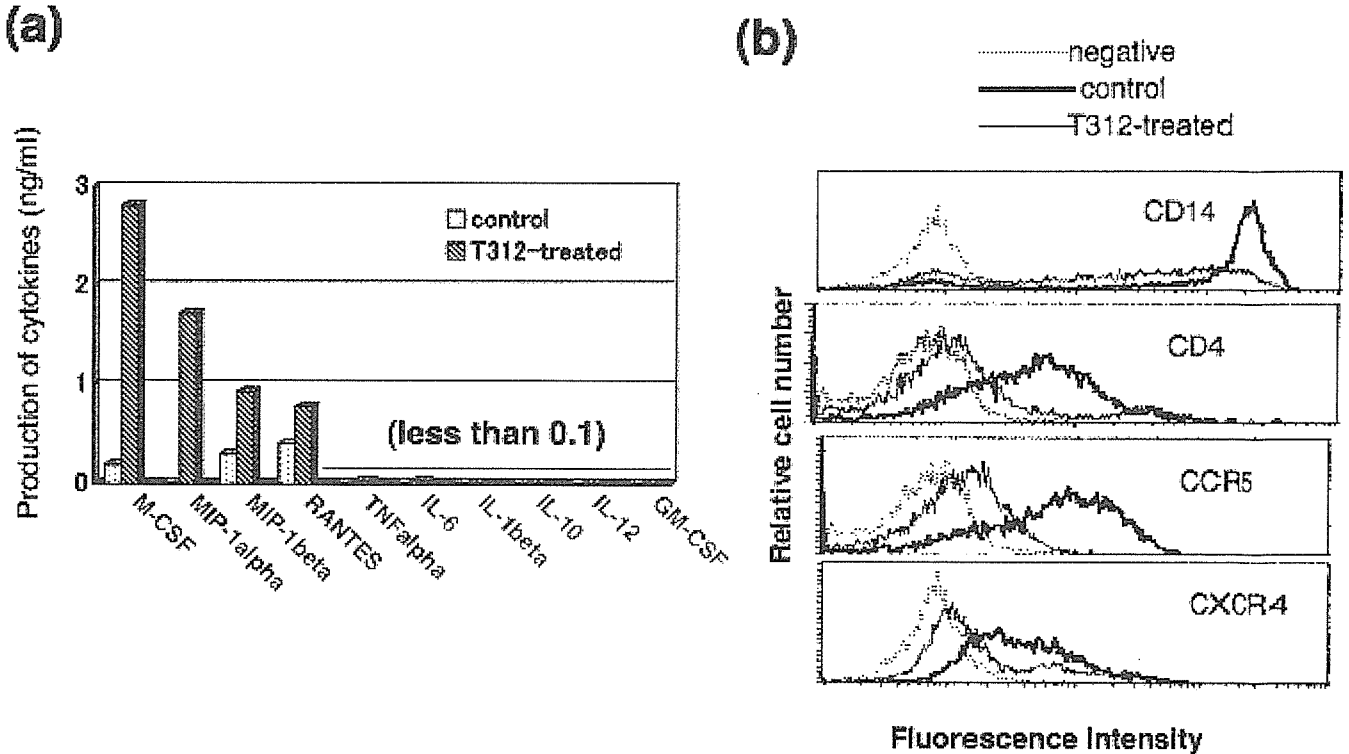 (a)
Production of cytokines (ng/ml)
3
2
1
0
control
T312-treated
(less than 0.1)
M-CSF
MIP-1alpha
MIP-1beta
RANTES
TNFalpha
IL-6
IL-1beta
IL-10
IL-12
GM-CSF
(b)
negative
control
T312-treated
Relative cell number
CD14
CD4
CCR5
CXCR4
Fluorescence Intensity